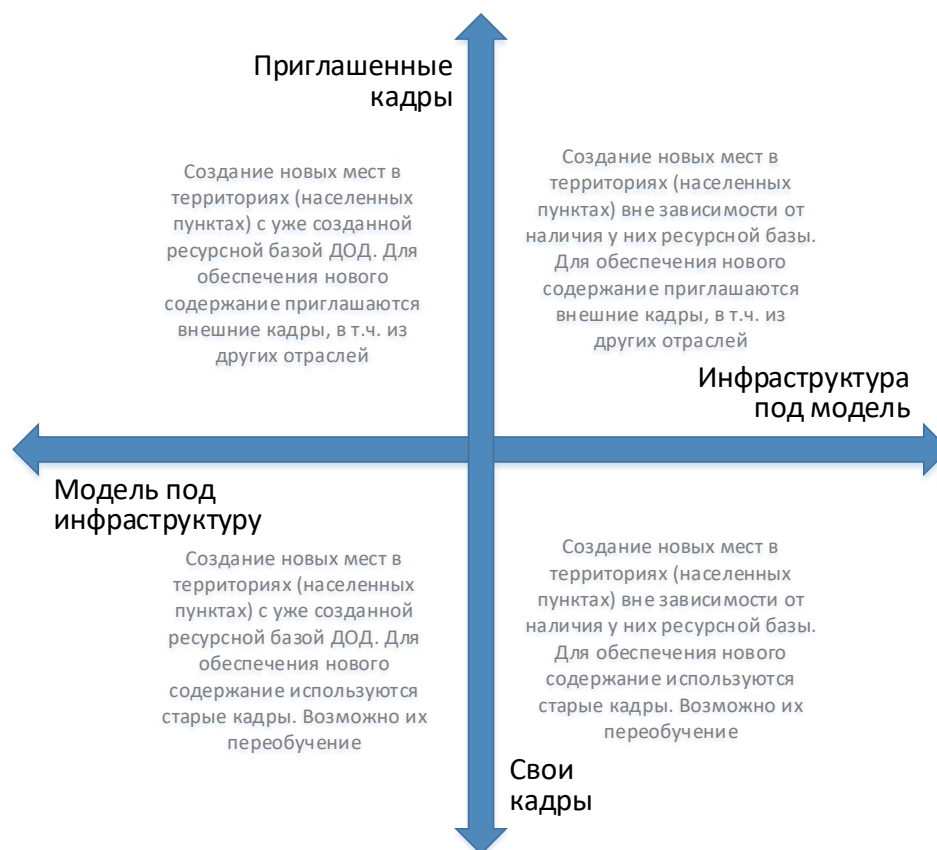 Приглашенные
кадры
Создание новых мест в
территориях (населенных
пунктах) с уже созданной
ресурсной базой ДОД. Для
обеспечения нового
содержание приглашаются
внешние кадры, в т.ч. из
других отраслей
Создание новых мест в
территориях (населенных
пунктах) вне зависимости от
наличия у них ресурсной базы.
Для обеспечения нового
содержание приглашаются
внешние кадры, в т.ч. из
других отраслей
Инфраструктура
под модель
Модель под
инфраструктуру
Создание новых мест в
территориях (населенных
пунктах) с уже созданной
ресурсной базой ДОД. Для
обеспечения нового
содержание используются
старые кадры. Возможно их
переобучение
Создание новых мест в
территориях (населенных
пунктах) вне зависимости от
наличия у них ресурсной базы.
Для обеспечения нового
содержание используются
старые кадры. Возможно их
переобучение
Свои
кадры